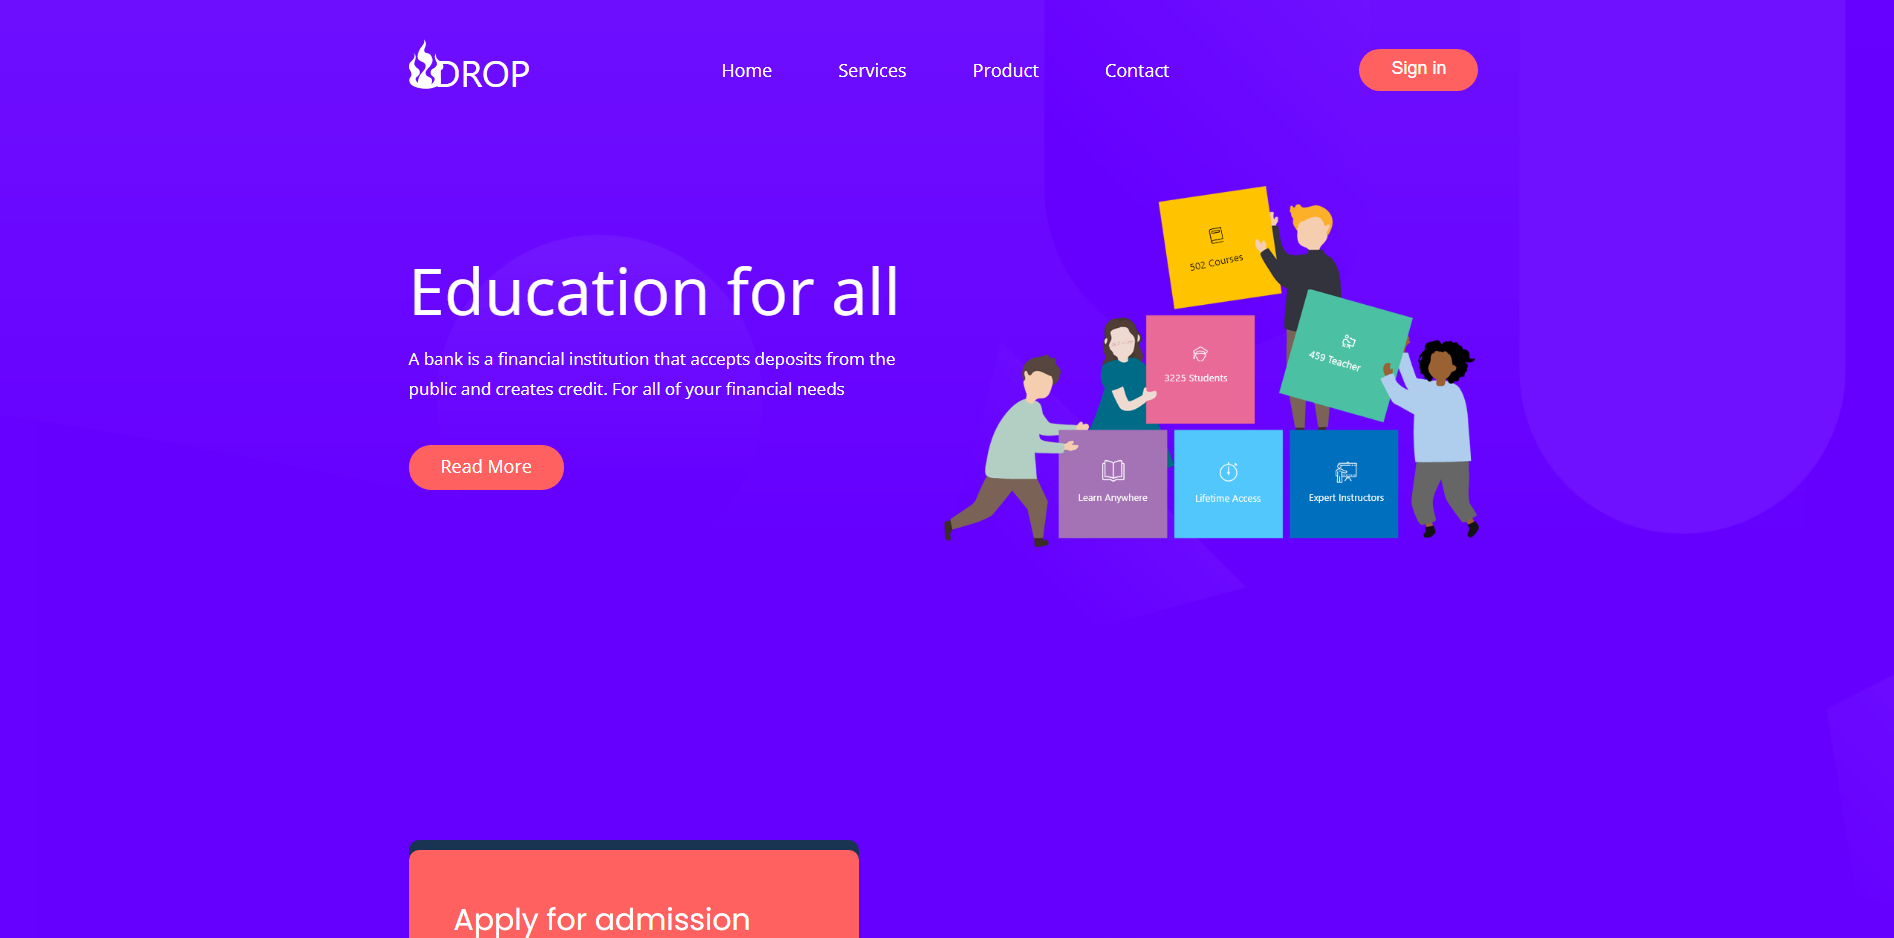 DROP
Home
Services
Product
Contact
Sign in
Education for all
A bank is a financial institution that accepts deposits from the
public and creates credit. For all of your financial needs
Read More
502 Courses
459 Teacher
3225 Students
Learn Anywhere
Lifetime Access
Expert Instructors
Apply for admission